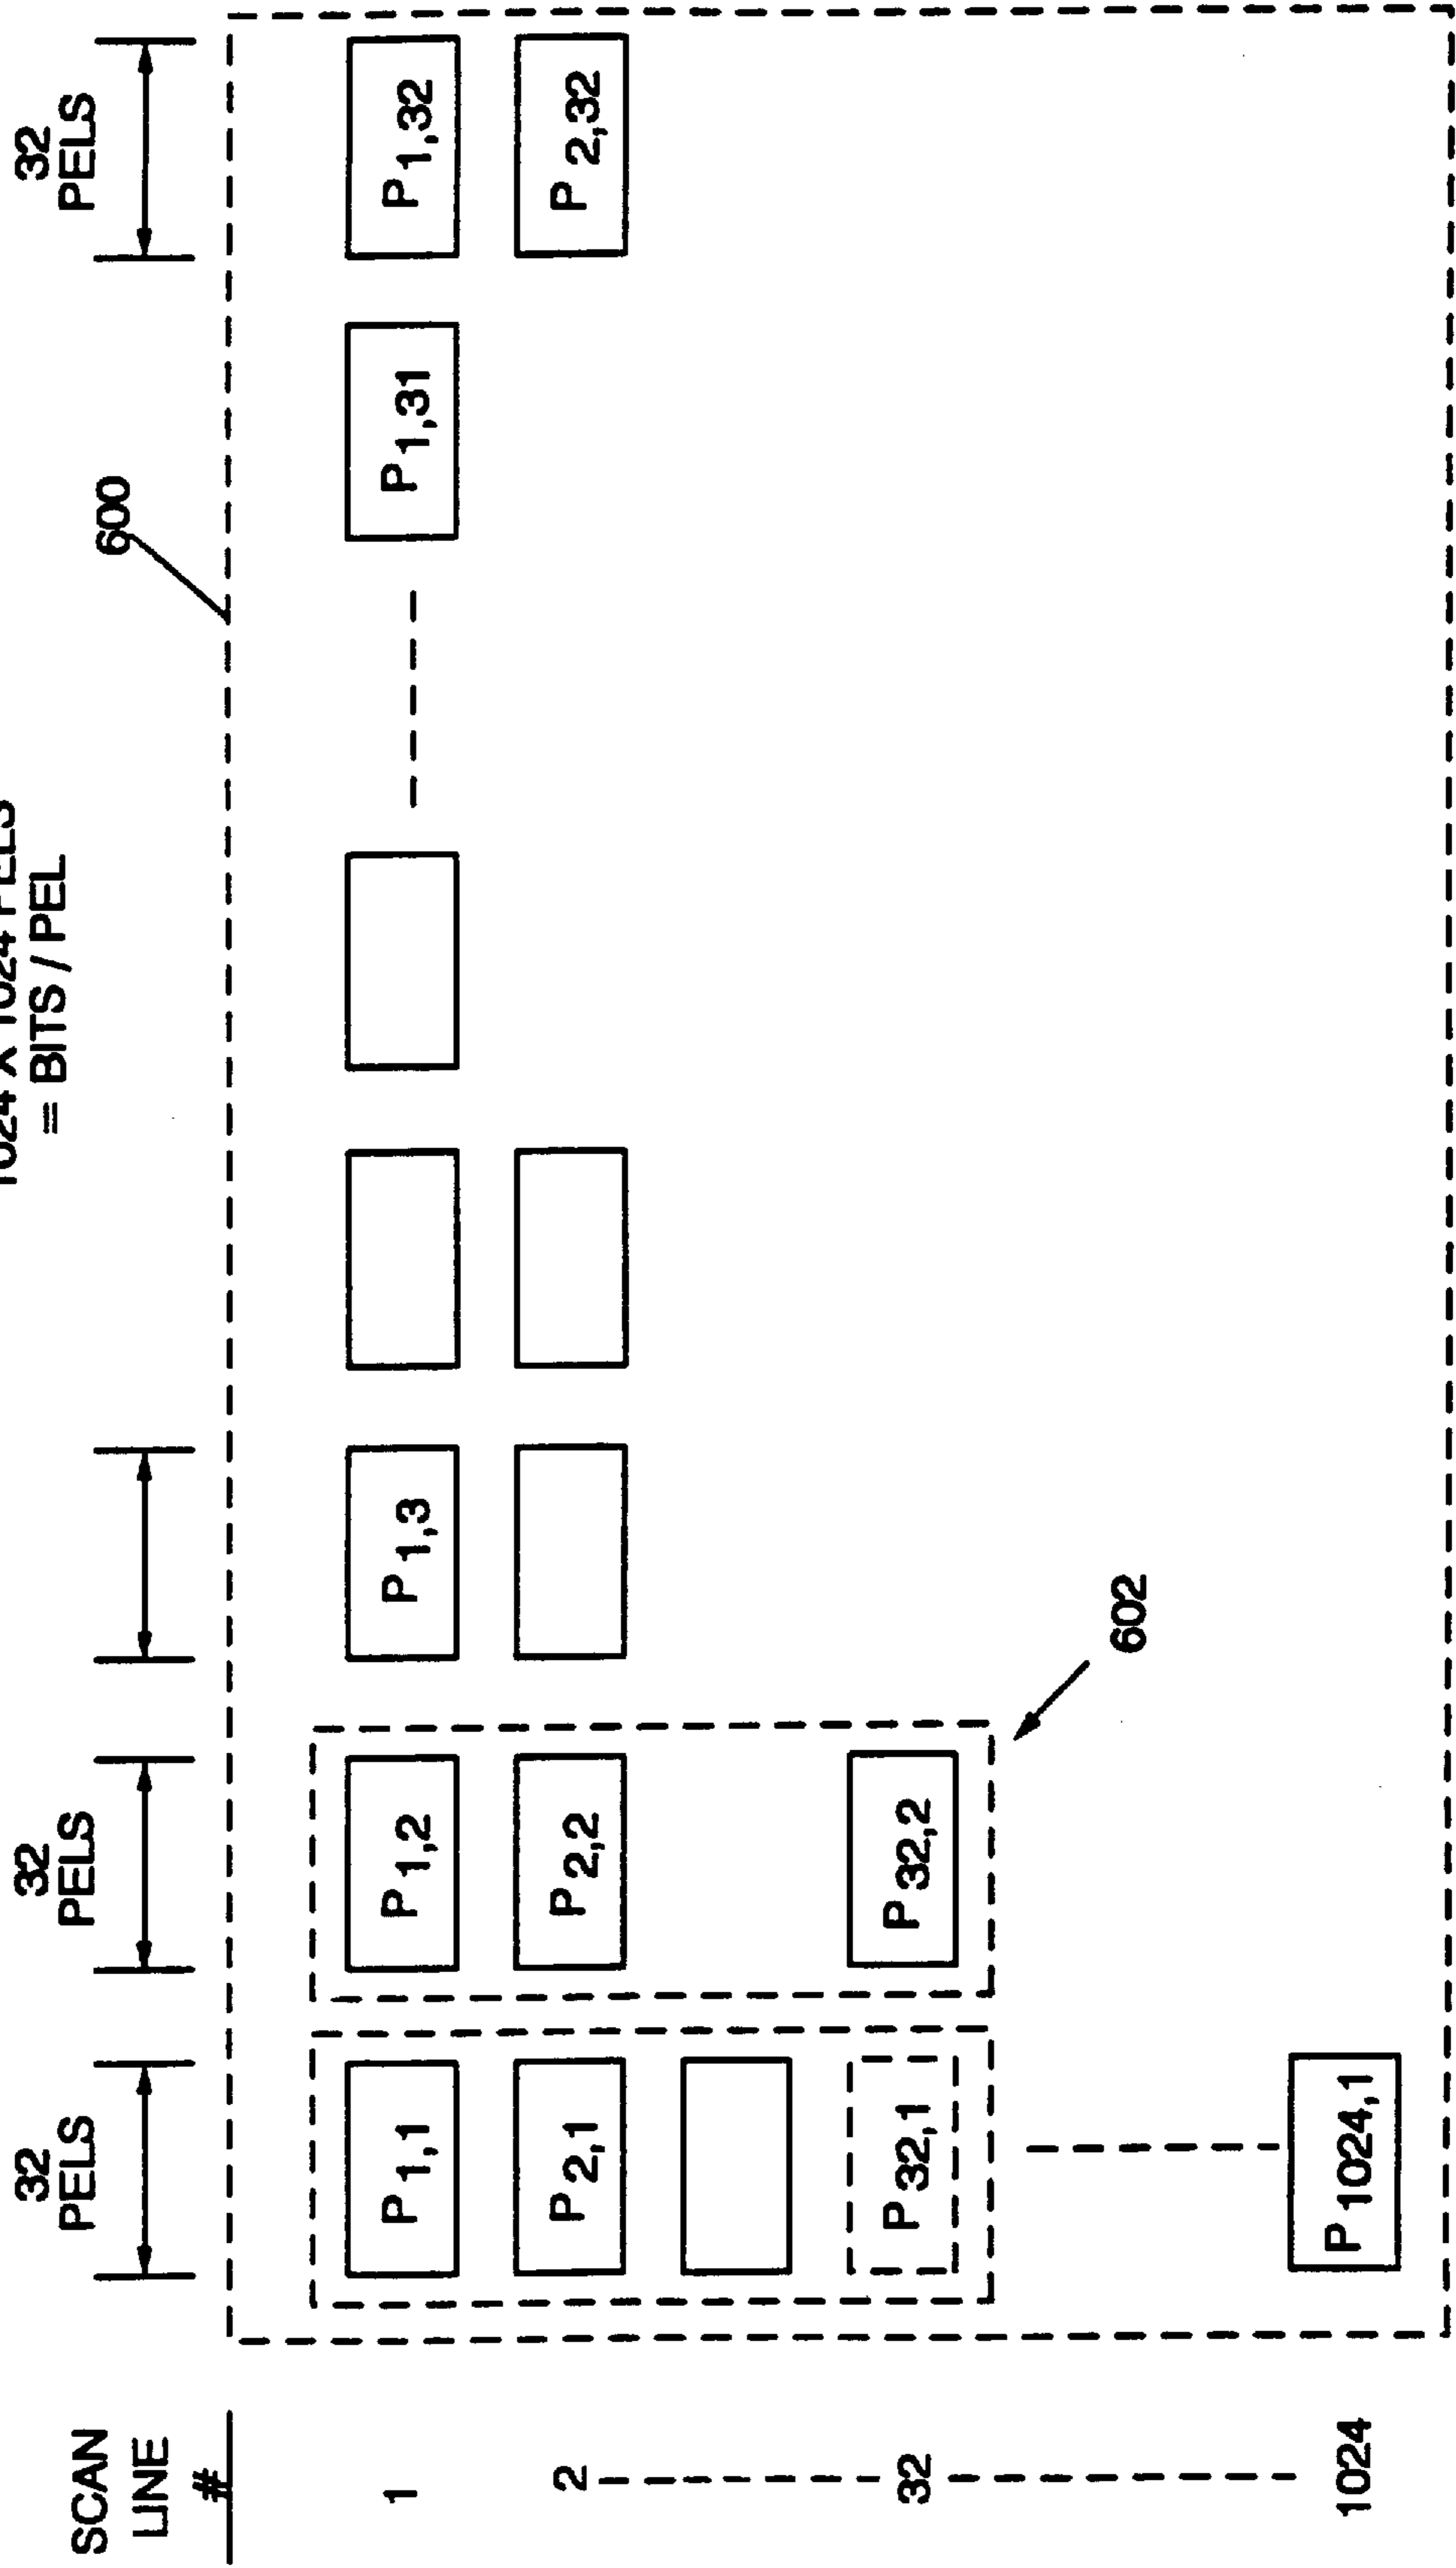 1024 X 1024 PELS
= BITS / PEL
32
PELS
32
PELS
32
PELS
600
SCAN
LINE
#
1
P1,1
P1,2
P1,3
P1,31
P1,32
2
P2,1
P2,2
P2,32
32
P32,1
P32,2
602
1024
P1024,1